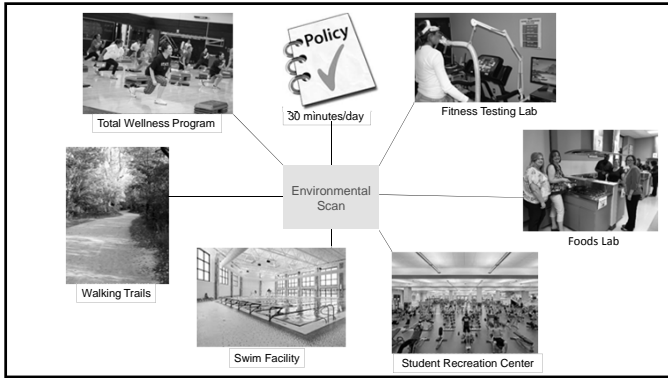 Policy
30 minutes/day
Total Wellness Program
Fitness Testing Lab
Environmental
Scan
Foods Lab
Walking Trails
Swim Facility
Student Recreation Center